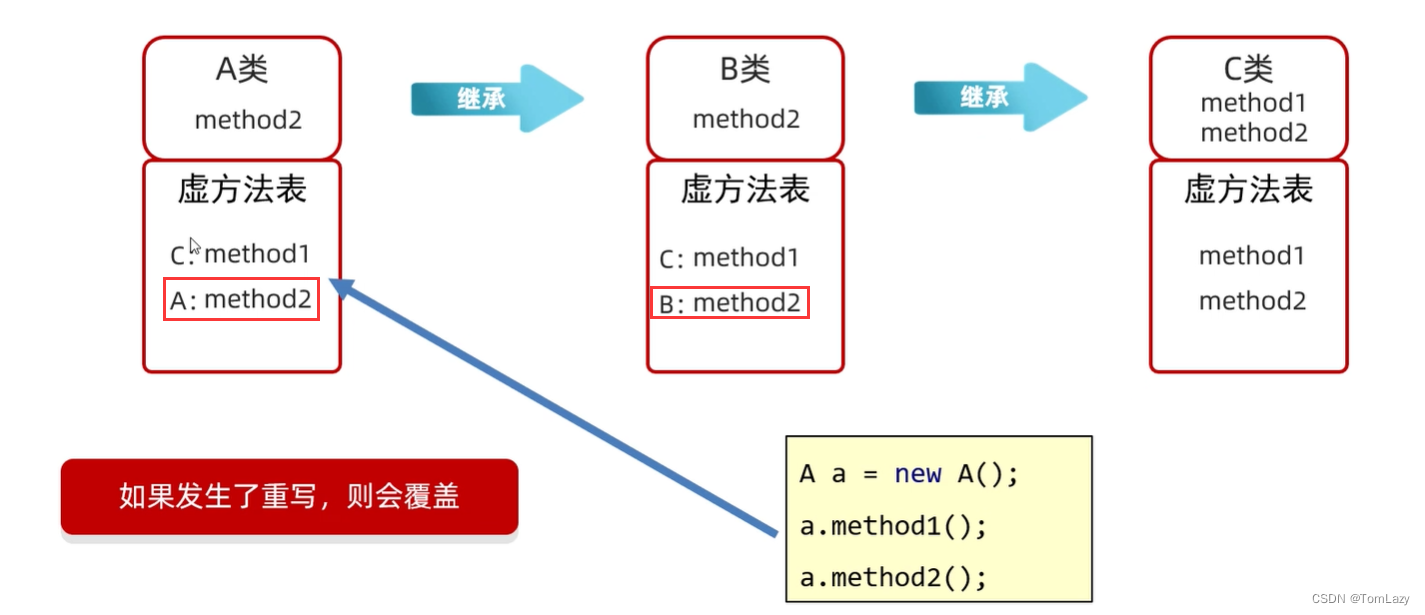 A类
method2
继承
B类
method2
继承
C类
method1
method2
虚方法表
C: method1
A: method2
虚方法表
C: method1
B: method2
虚方法表
method1
method2
如果发生了重写，则会覆盖
A a = new A();
a.method1();
a.method2();
CSDN @TomLazy